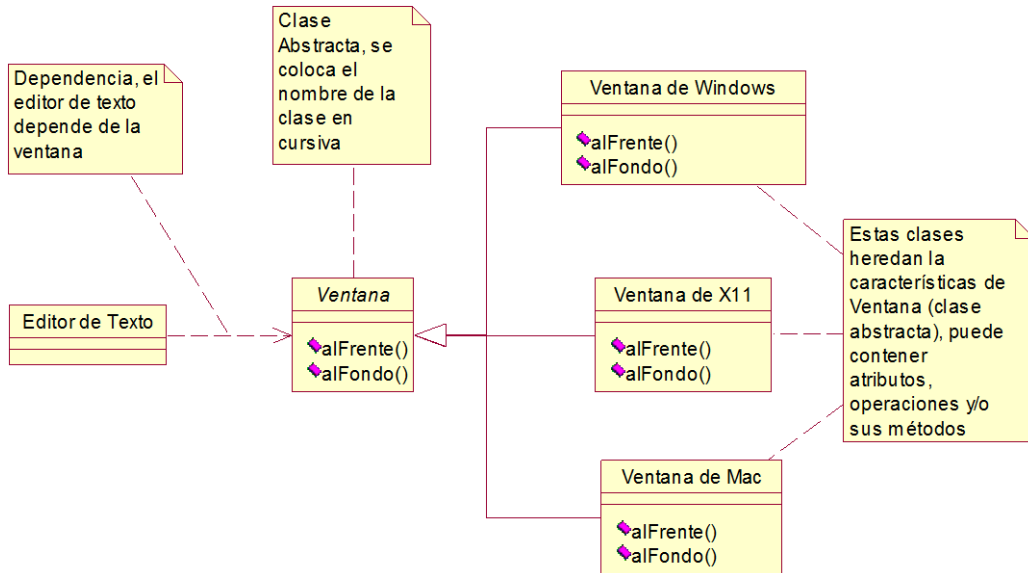 Dependencia, el
editor de texto
depende de la
ventana
Clase
Abstracta, se
coloca el
nombre de la
clase en
cursiva
Ventana de Windows
alFrente()
alFondo()
Editor de Texto
Ventana
alFrente()
alFondo()
Ventana de X11
alFrente()
alFondo()
Estas clases
heredan la
características de
Ventana (clase
abstracta), puede
contener
atributos,
operaciones y/o
sus métodos
Ventana de Mac
alFrente()
alFondo()